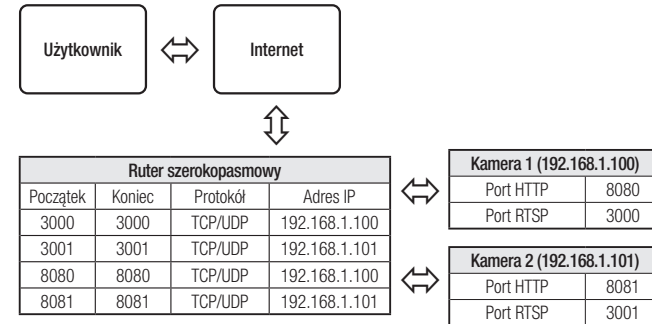 Użytkownik
Internet
Ruter szerokopasmowy
Początek Koniec Protokół Adres IP
3000 3000 TCP/UDP 192.168.1.100
3001 3001 TCP/UDP 192.168.1.101
8080 8080 TCP/UDP 192.168.1.100
8081 8081 TCP/UDP 192.168.1.101
Kamera 1 (192.168.1.100)
Port HTTP 8080
Port RTSP 3000
Kamera 2 (192.168.1.101)
Port HTTP 8081
Port RTSP 3001